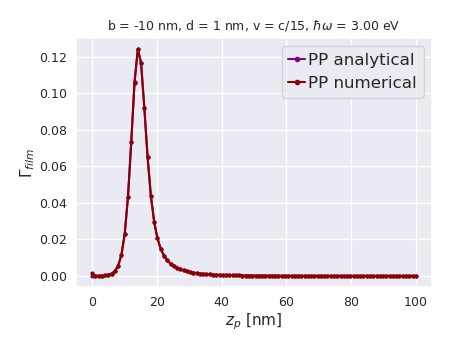 b = -10 nm, d = 1 nm, v = c/15, ℏω = 3.00 eV
PP analytical
PP numerical
0.12
0.10
0.08
0.06
0.04
0.02
0.00
Γfilm
0 20 40 60 80 100
zp [nm]